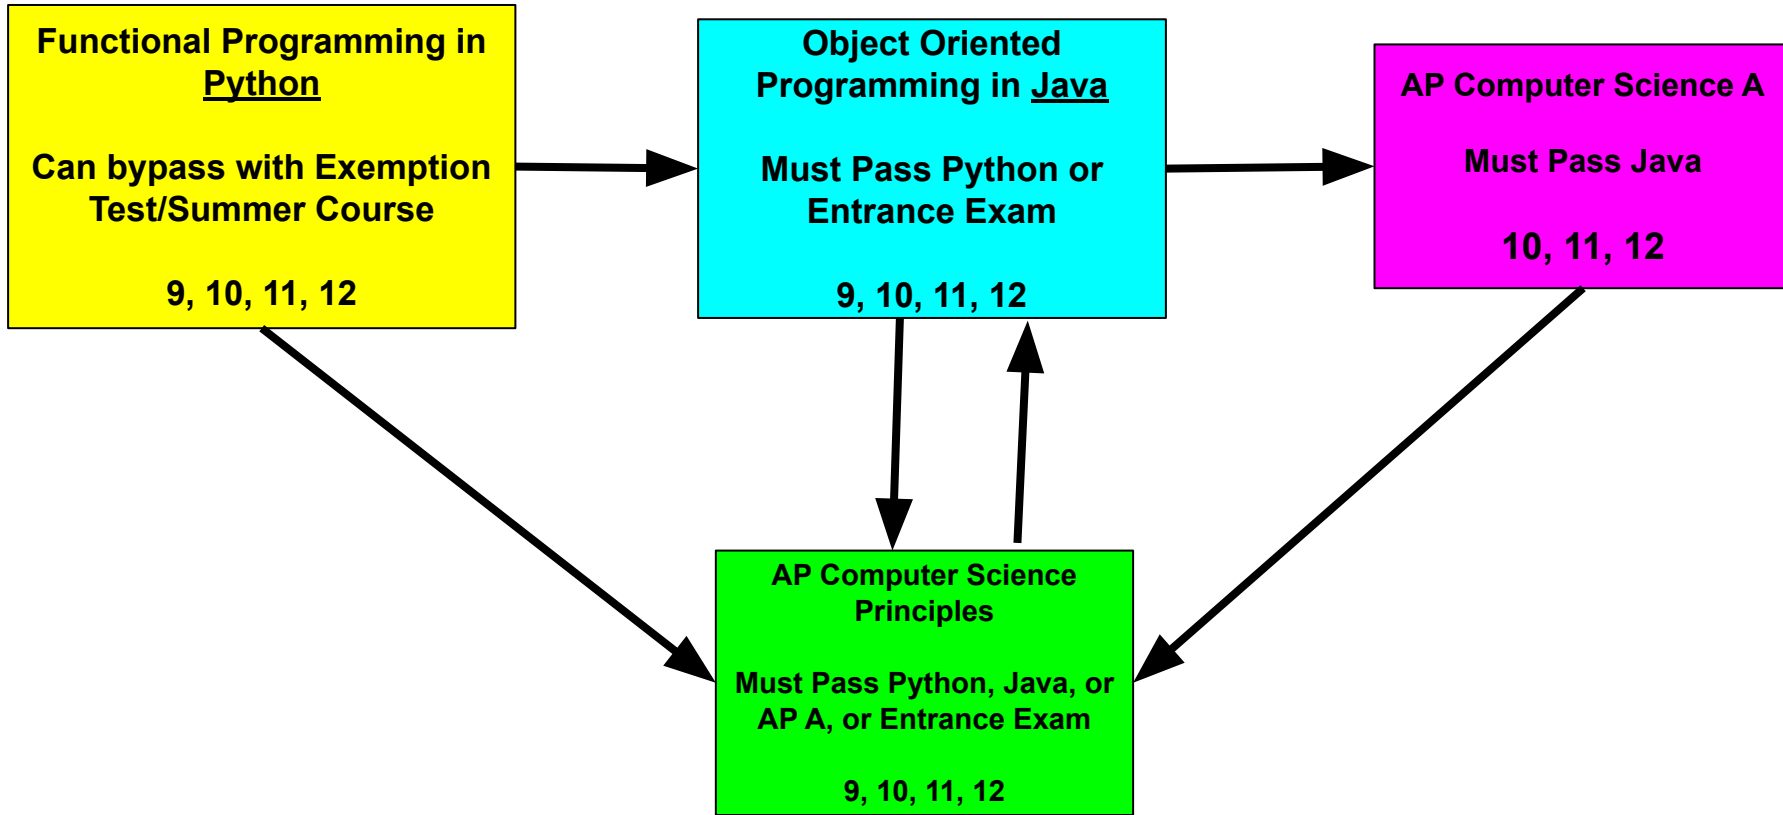 Functional Programming in
Python
Can bypass with Exemption
Test/Summer Course
9, 10, 11, 12
Object Oriented
Programming in Java
Must Pass Python or
Entrance Exam
9, 10, 11, 12
AP Computer Science A
Must Pass Java
10, 11, 12
AP Computer Science
Principles
Must Pass Python, Java, or
AP A, or Entrance Exam
9, 10, 11, 12